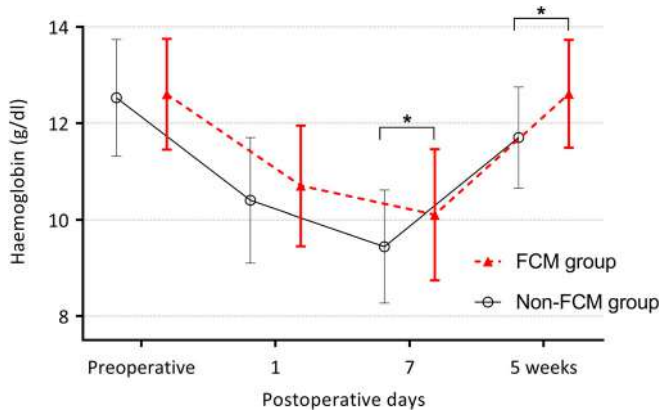 14
12
10
8
Haemoglobin (g/dl)
*
*
FCM group
Non-FCM group
Preoperative 1 7 5 weeks
Postoperative days